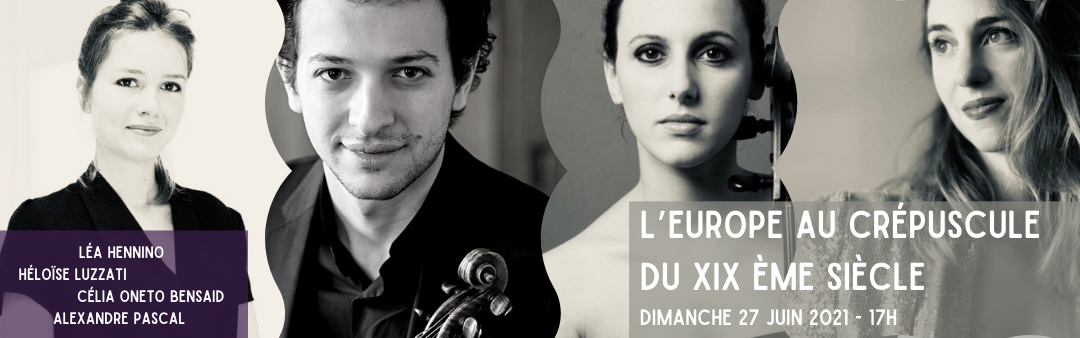 LÉA HENNINO
HÉLOÏSE LUZZATI
CÉLIA ONETO BENSAID
ALEXANDRE PASCAL
L'EUROPE AU CRÉPUSCULE
DU XIX ÈME SIÈCLE
DIMANCHE 27 JUIN 2021 - 17H